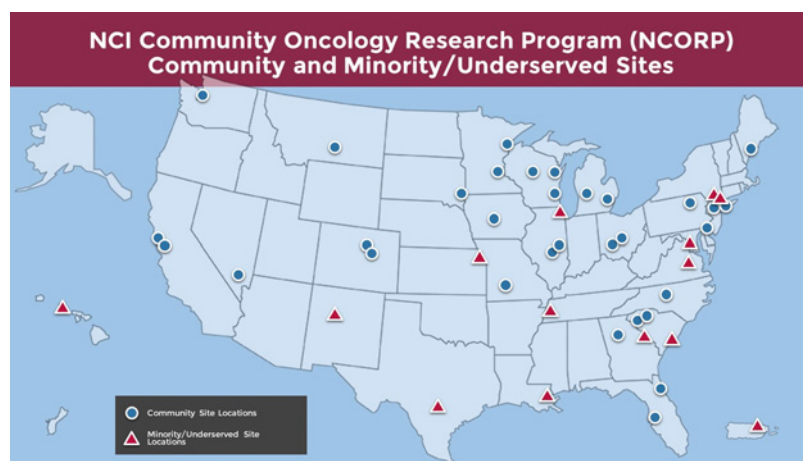 NCI Community Oncology Research Program (NCORP)
Community and Minority/Underserved Sites
Community Site Locations
Minority/Underserved Site
Locations